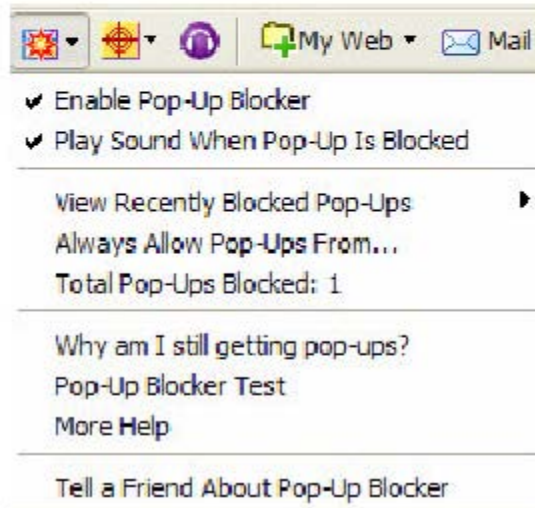 My Web Mail
Enable Pop-Up Blocker
Play Sound When Pop-Up Is Blocked
View Recently Blocked Pop-Ups
Always Allow Pop-Ups From...
Total Pop-Ups Blocked: 1
Why am I still getting pop-ups?
Pop-Up Blocker Test
More Help
Tell a Friend About Pop-Up Blocker